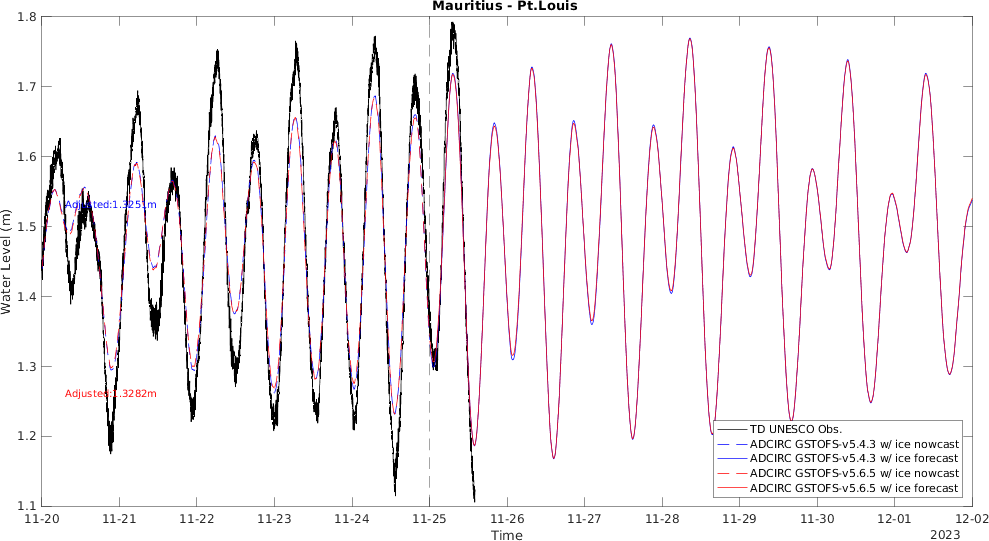 Mauritius - Pt.Louis
Water Level (m)
1.8
1.7
1.6
1.5
1.4
1.3
1.2
1.1
Adjusted:1.3251m
Adjusted:1.3282m
TD UNESCO Obs.
ADCIRC GSTOFS-v5.4.3 w/ ice nowcast
ADCIRC GSTOFS-v5.4.3 w/ ice forecast
ADCIRC GSTOFS-v5.6.5 w/ ice nowcast
ADCIRC GSTOFS-v5.6.5 w/ ice forecast
11-20 11-21 11-22 11-23 11-24 11-25 11-26 11-27 11-28 11-29 11-30 12-01 12-02
Time
2023